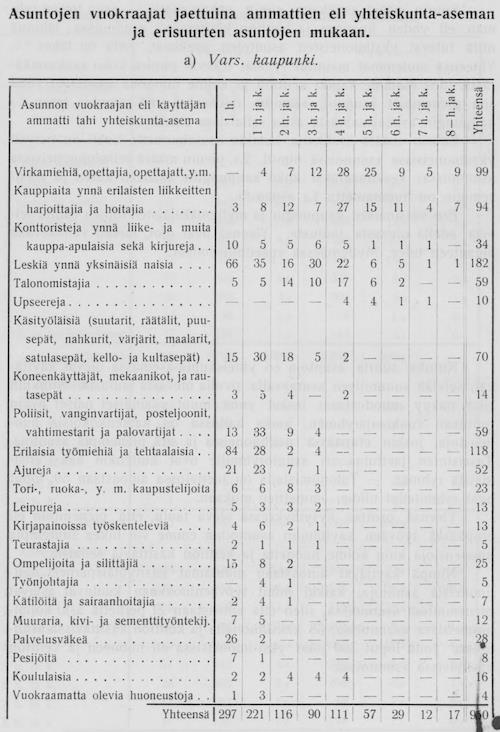 Asuntojen vuokraajat jaettuina ammattien eli yhteiskunta-aseman
ja erisuurten asuntojen mukaan.
a) Vars. kaupunki.
Asunnon vuokraajan eli käyttäjän
ammatti tahi yhteiskunta-asema
1 h. 1 h. ja k. 2 h. ja k. 3 h. ja k. 4 h. ja k. 5 h. ja k. 6 h. ja k. 7 h. ja k. 8— h. ja k. Yhteensä
Virkamiehiä, opettajia, opettajatt. y. m. — 4 7 12 28 25 9 5 9 99
Kauppiaita ynnä erilaisten liikkeitten
harjoittajia ja hoitajia . . . . . . . 3 8 12 7 27 15 11 4 7 94
Konttoristeja ynnä liike- ja muita
kauppa-apulaisia sekä kirjureja . . 10 5 5 6 5 1 1 1 — 34
Leskiä ynnä yksinäisiä naisia . . . . 66 35 16 30 22 6 5 1 1 182
Talonomistajia . . . . . . . . . . . . 5 5 14 10 17 6 2 — — 59
Upseereja . . . . . . . . . . . . . . . — — — — 4 4 1 1 — 10
Käsityöläisiä (suutarit, räätälit, puu-
sepät, nahkurit, värjärit, maalarit,
satulasepät, kello- ja kultasepät) . 15 30 18 5 2 — — — — 70
Koneenkäyttäjät, mekaanikot, ja rau-
tasepät . . . . . . . . . . . . . . . 3 5 4 — 2 — — — — 14
Poliisit, vanginvartijat, posteljoonit,
vahtimestarit ja palovartijat . . . . 13 33 9 4 — — — — — 59
Erilaisia työmiehiä ja tehtaalaisia . . 84 28 2 4 — — — — — 118
Ajureja . . . . . . . . . . . . . . . . 21 23 7 1 — — — — — 52
Tori-, ruoka-, y. m. kaupustelijoita 6 6 8 3 — — — — — 23
Leipureja . . . . . . . . . . . . . . . 5 3 3 2 — — — — — 13
Kirjapainoissa työskenteleviä . . . . 4 6 2 1 — — — — — 13
Teurastajia . . . . . . . . . . . . . . 2 1 1 1 — — — — — 5
Ompelijoita ja silittäjiä . . . . . . . . 15 8 2 — — — — — — 25
Työnjohtajia . . . . . . . . . . . . . — 4 1 — — — — — — 5
Kätilöitä ja sairaanhoitajia . . . . . . 2 4 1 — — — — — — 7
Muuraria, kivi- ja sementtityöntekij. 7 5 — — — — — — — 12
Palvelusväkeä . . . . . . . . . . . . 26 2 — — — — — — — 28
Pesijöitä . . . . . . . . . . . . . . . 7 1 — — — — — — — 8
Koululaisia . . . . . . . . . . . . . . 2 2 4 4 4 — — — — 16
Vuokraamatta olevia huoneustoja . . 1 3 — — — — — — — 4
Yhteensä 297 221 116 90 111 57 29 12 17 950